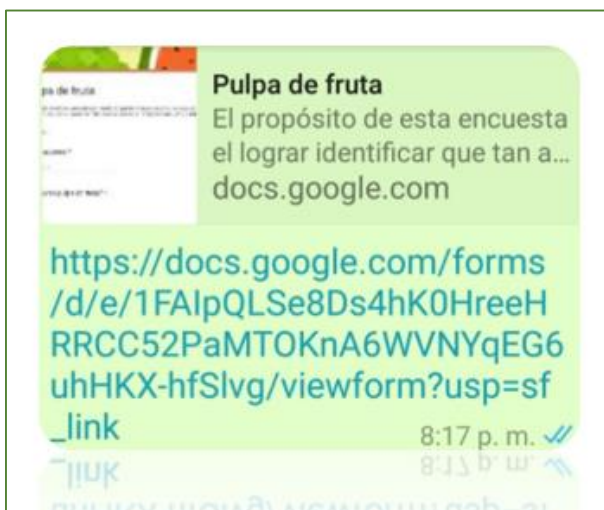 Pulpa de fruta
El propósito de esta encuesta
el lograr identificar que tan a...
docs.google.com
https://docs.google.com/forms
/d/e/1FAIpQLSe8Ds4hK0HreeH
RRCC52PaMTOKnA6WVNYqEG6
uhHKX-hfSlvg/viewform?usp=sf
_link
8:17 p. m.